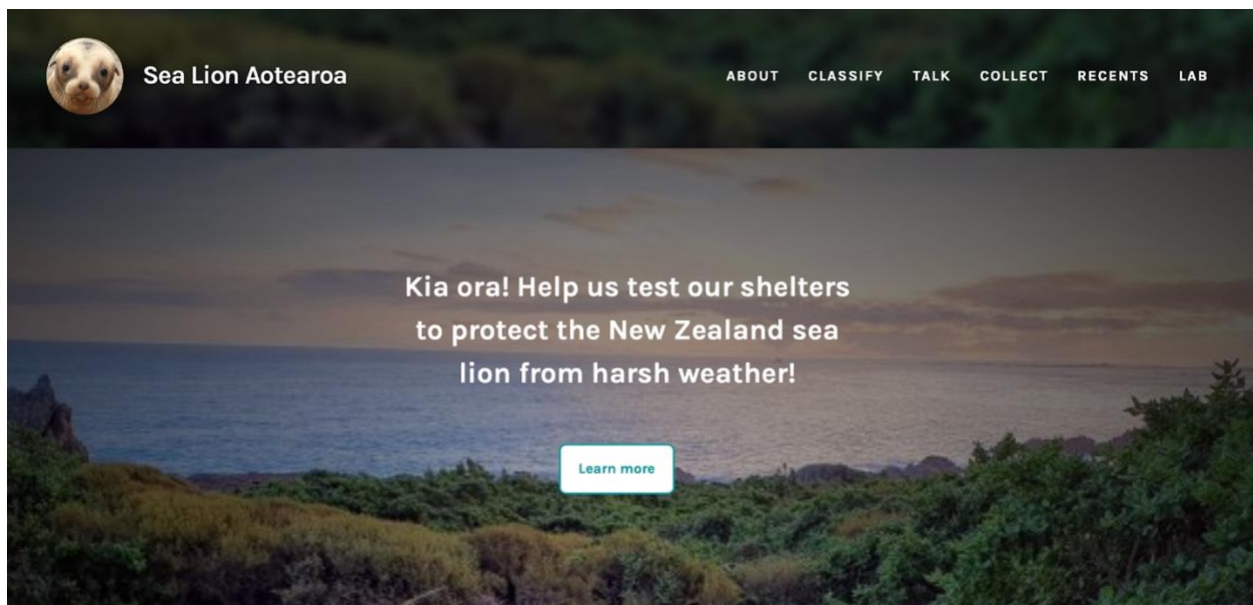 Sea Lion Aotearoa
ABOUT CLASSIFY TALK COLLECT RECENTS LAB
Kia ora! Help us test our shelters
to protect the New Zealand sea
lion from harsh weather!
Learn more